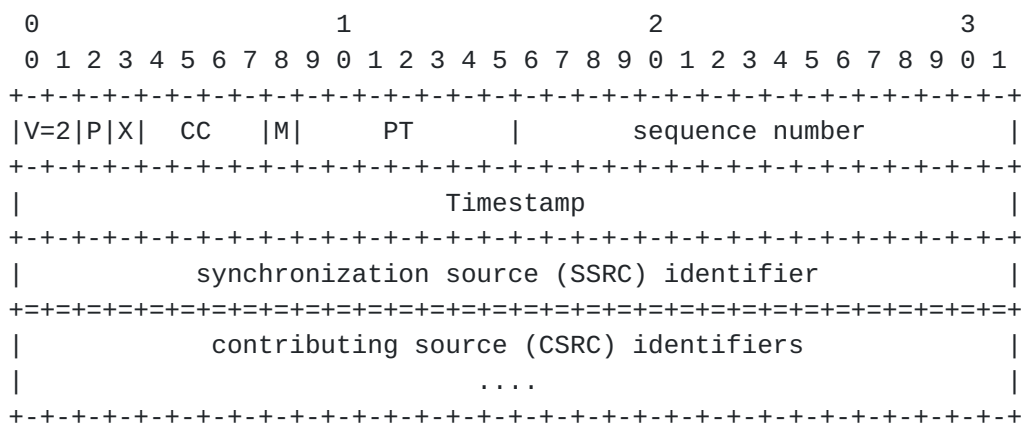 0                   1                   2                   3
0 1 2 3 4 5 6 7 8 9 0 1 2 3 4 5 6 7 8 9 0 1 2 3 4 5 6 7 8 9 0 1
+-+-+-+-+-+-+-+-+-+-+-+-+-+-+-+-+-+-+-+-+-+-+-+-+-+-+-+-+-+-+-+-+
|V=2|P|X|  CC   |M|     PT      |       sequence number         |
+-+-+-+-+-+-+-+-+-+-+-+-+-+-+-+-+-+-+-+-+-+-+-+-+-+-+-+-+-+-+-+-+
|                           Timestamp                           |
+-+-+-+-+-+-+-+-+-+-+-+-+-+-+-+-+-+-+-+-+-+-+-+-+-+-+-+-+-+-+-+-+
|           synchronization source (SSRC) identifier            |
+=+=+=+=+=+=+=+=+=+=+=+=+=+=+=+=+=+=+=+=+=+=+=+=+=+=+=+=+=+=+=+=+
|            contributing source (CSRC) identifiers             |
|                             ....                              |
+-+-+-+-+-+-+-+-+-+-+-+-+-+-+-+-+-+-+-+-+-+-+-+-+-+-+-+-+-+-+-+-+